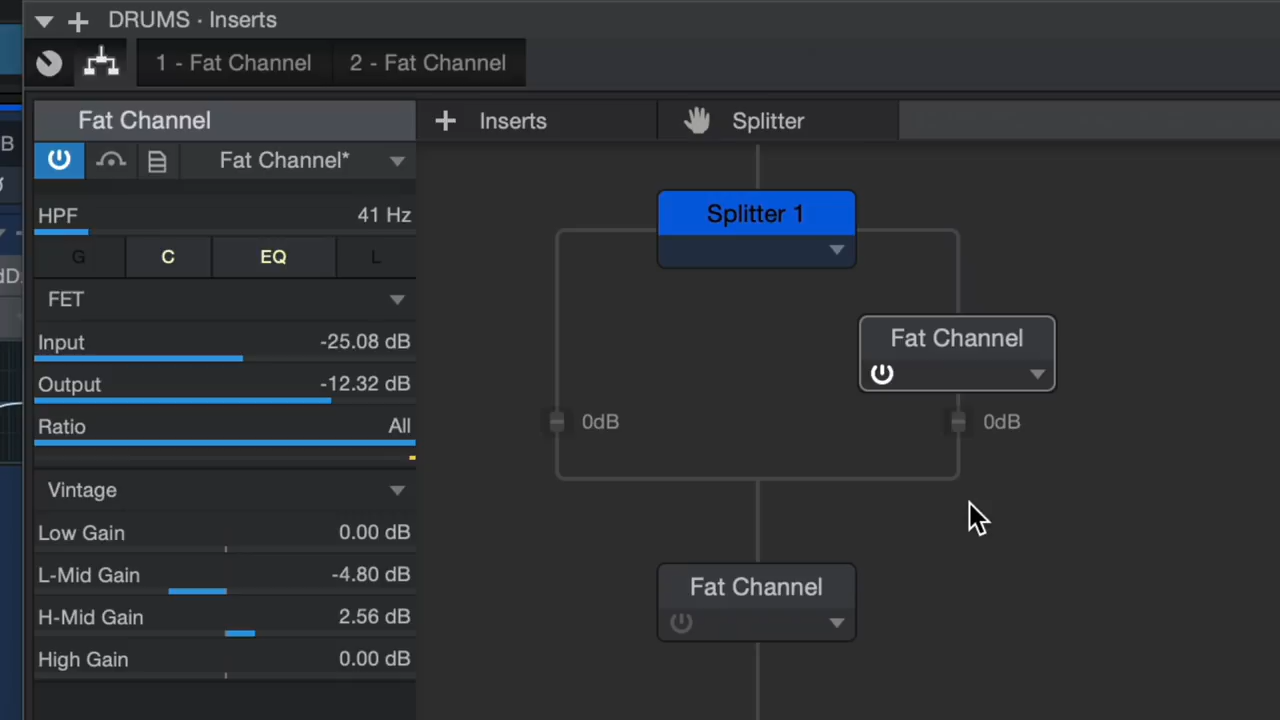 DRUMS · Inserts
1 - Fat Channel
2 - Fat Channel
Fat Channel
Inserts
Splitter
Fat Channel*
HPF 41 Hz
G C EQ L
FET
Input -25.08 dB
Output -12.32 dB
Ratio All
Vintage
Low Gain 0.00 dB
L-Mid Gain -4.80 dB
H-Mid Gain 2.56 dB
High Gain 0.00 dB
Splitter 1
Fat Channel
0dB
0dB
Fat Channel
B
dD